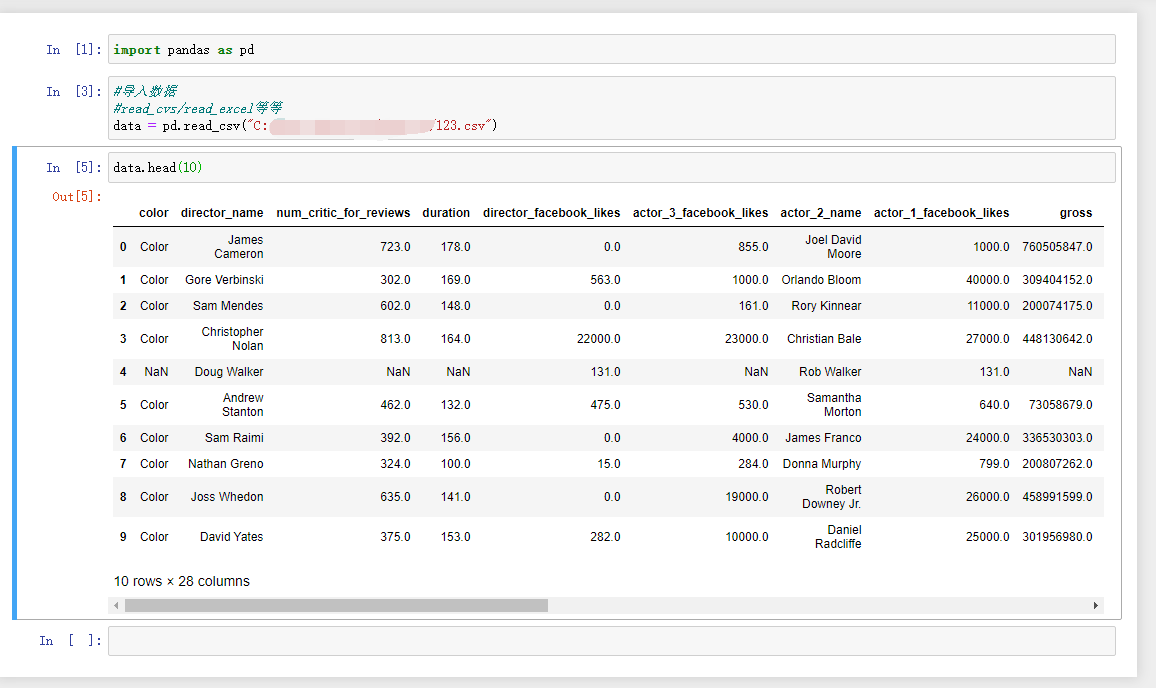 In [1]: import pandas as pd
In [3]: #导入数据
#read_cvs/read_excel等等
data = pd.read_csv("C: /123.csv")
In [5]: data.head(10)
Out[5]:
color director_name num_critic_for_reviews duration director_facebook_likes actor_3_facebook_likes actor_2_name actor_1_facebook_likes gross
0 Color James Cameron 723.0 178.0 0.0 855.0 Joel David Moore 1000.0 760505847.0
1 Color Gore Verbinski 302.0 169.0 563.0 1000.0 Orlando Bloom 40000.0 309404152.0
2 Color Sam Mendes 602.0 148.0 0.0 161.0 Rory Kinnear 11000.0 200074175.0
3 Color Christopher Nolan 813.0 164.0 22000.0 23000.0 Christian Bale 27000.0 448130642.0
4 NaN Doug Walker NaN NaN 131.0 NaN Rob Walker 131.0 NaN
5 Color Andrew Stanton 462.0 132.0 475.0 530.0 Samantha Morton 640.0 73058679.0
6 Color Sam Raimi 392.0 156.0 0.0 4000.0 James Franco 24000.0 336530303.0
7 Color Nathan Greno 324.0 100.0 15.0 284.0 Donna Murphy 799.0 200807262.0
8 Color Joss Whedon 635.0 141.0 0.0 19000.0 Robert Downey Jr. 26000.0 458991599.0
9 Color David Yates 375.0 153.0 282.0 10000.0 Daniel Radcliffe 25000.0 301956980.0
10 rows × 28 columns
In [ ]: